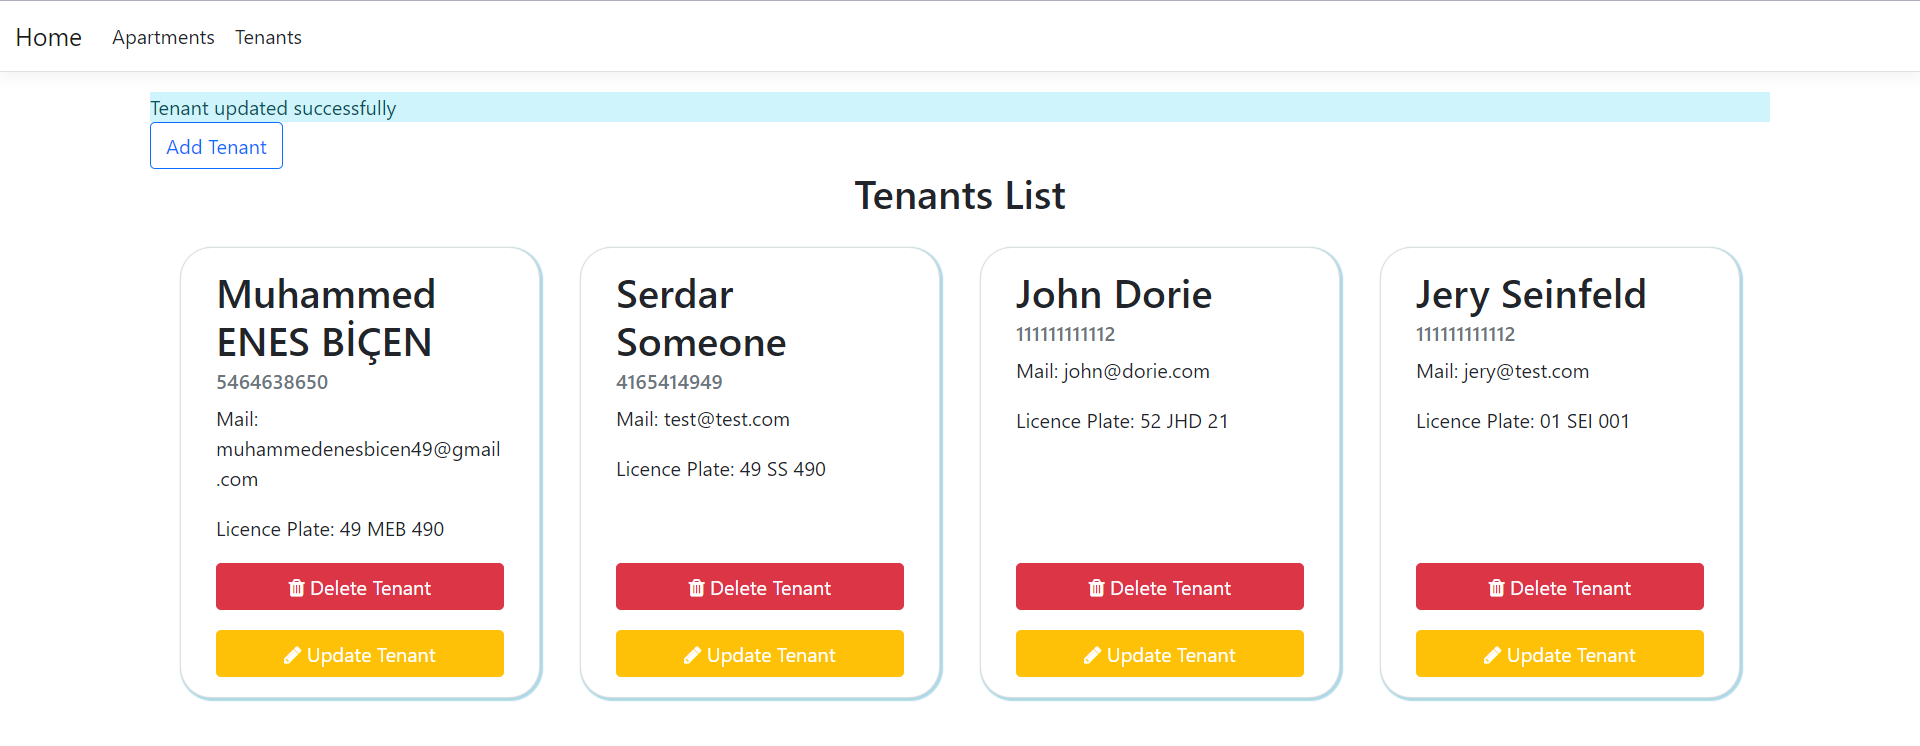 Home Apartments Tenants
Tenant updated successfully
Add Tenant
Tenants List
Muhammed
ENES BİÇEN
5464638650
Mail:
muhammedenesbicen49@gmail
.com
Licence Plate: 49 MEB 490
Delete Tenant
Update Tenant
Serdar
Someone
4165414949
Mail: test@test.com
Licence Plate: 49 SS 490
Delete Tenant
Update Tenant
John Dorie
111111111112
Mail: john@dorie.com
Licence Plate: 52 JHD 21
Delete Tenant
Update Tenant
Jery Seinfeld
111111111112
Mail: jery@test.com
Licence Plate: 01 SEI 001
Delete Tenant
Update Tenant